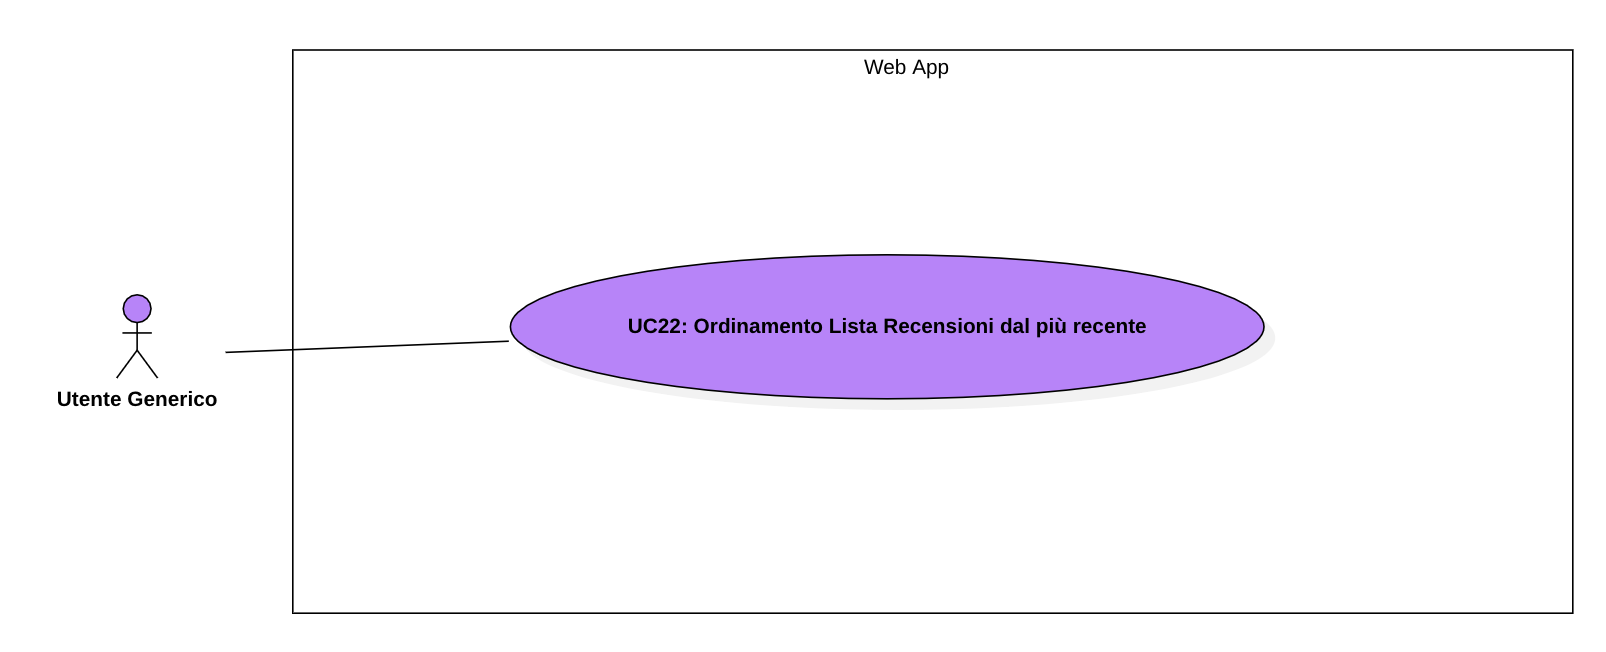 Web App
UC22: Ordinamento Lista Recensioni dal più recente
Utente Generico